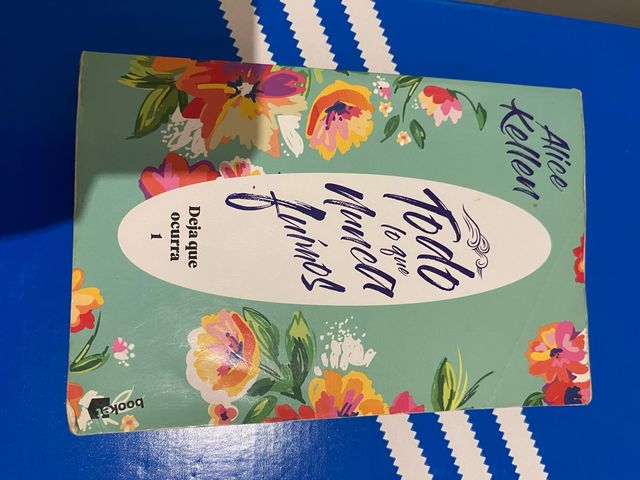 Alice
Kellen
Todo
lo que
nunca
fuimos
Deja que
ocurra
1
booket